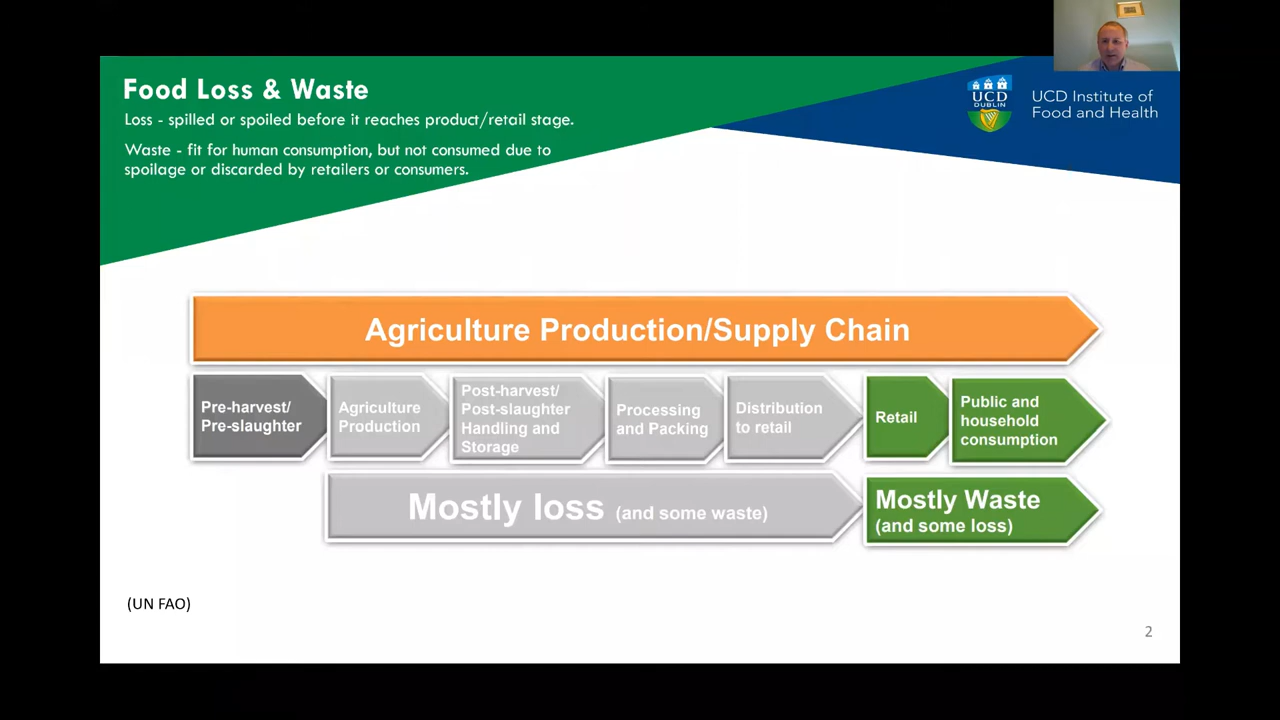 Food Loss & Waste
Loss - spilled or spoiled before it reaches product/retail stage.
Waste - fit for human consumption, but not consumed due to
spoilage or discarded by retailers or consumers.
UCD
DUBLIN
UCD Institute of
Food and Health
Agriculture Production/Supply Chain
Pre-harvest/
Pre-slaughter
Agriculture
Production
Post-harvest/
Post-slaughter
Handling and
Storage
Processing
and Packing
Distribution
to retail
Retail
Public and
household
consumption
Mostly loss (and some waste)
Mostly Waste
(and some loss)
(UN FAO)
2